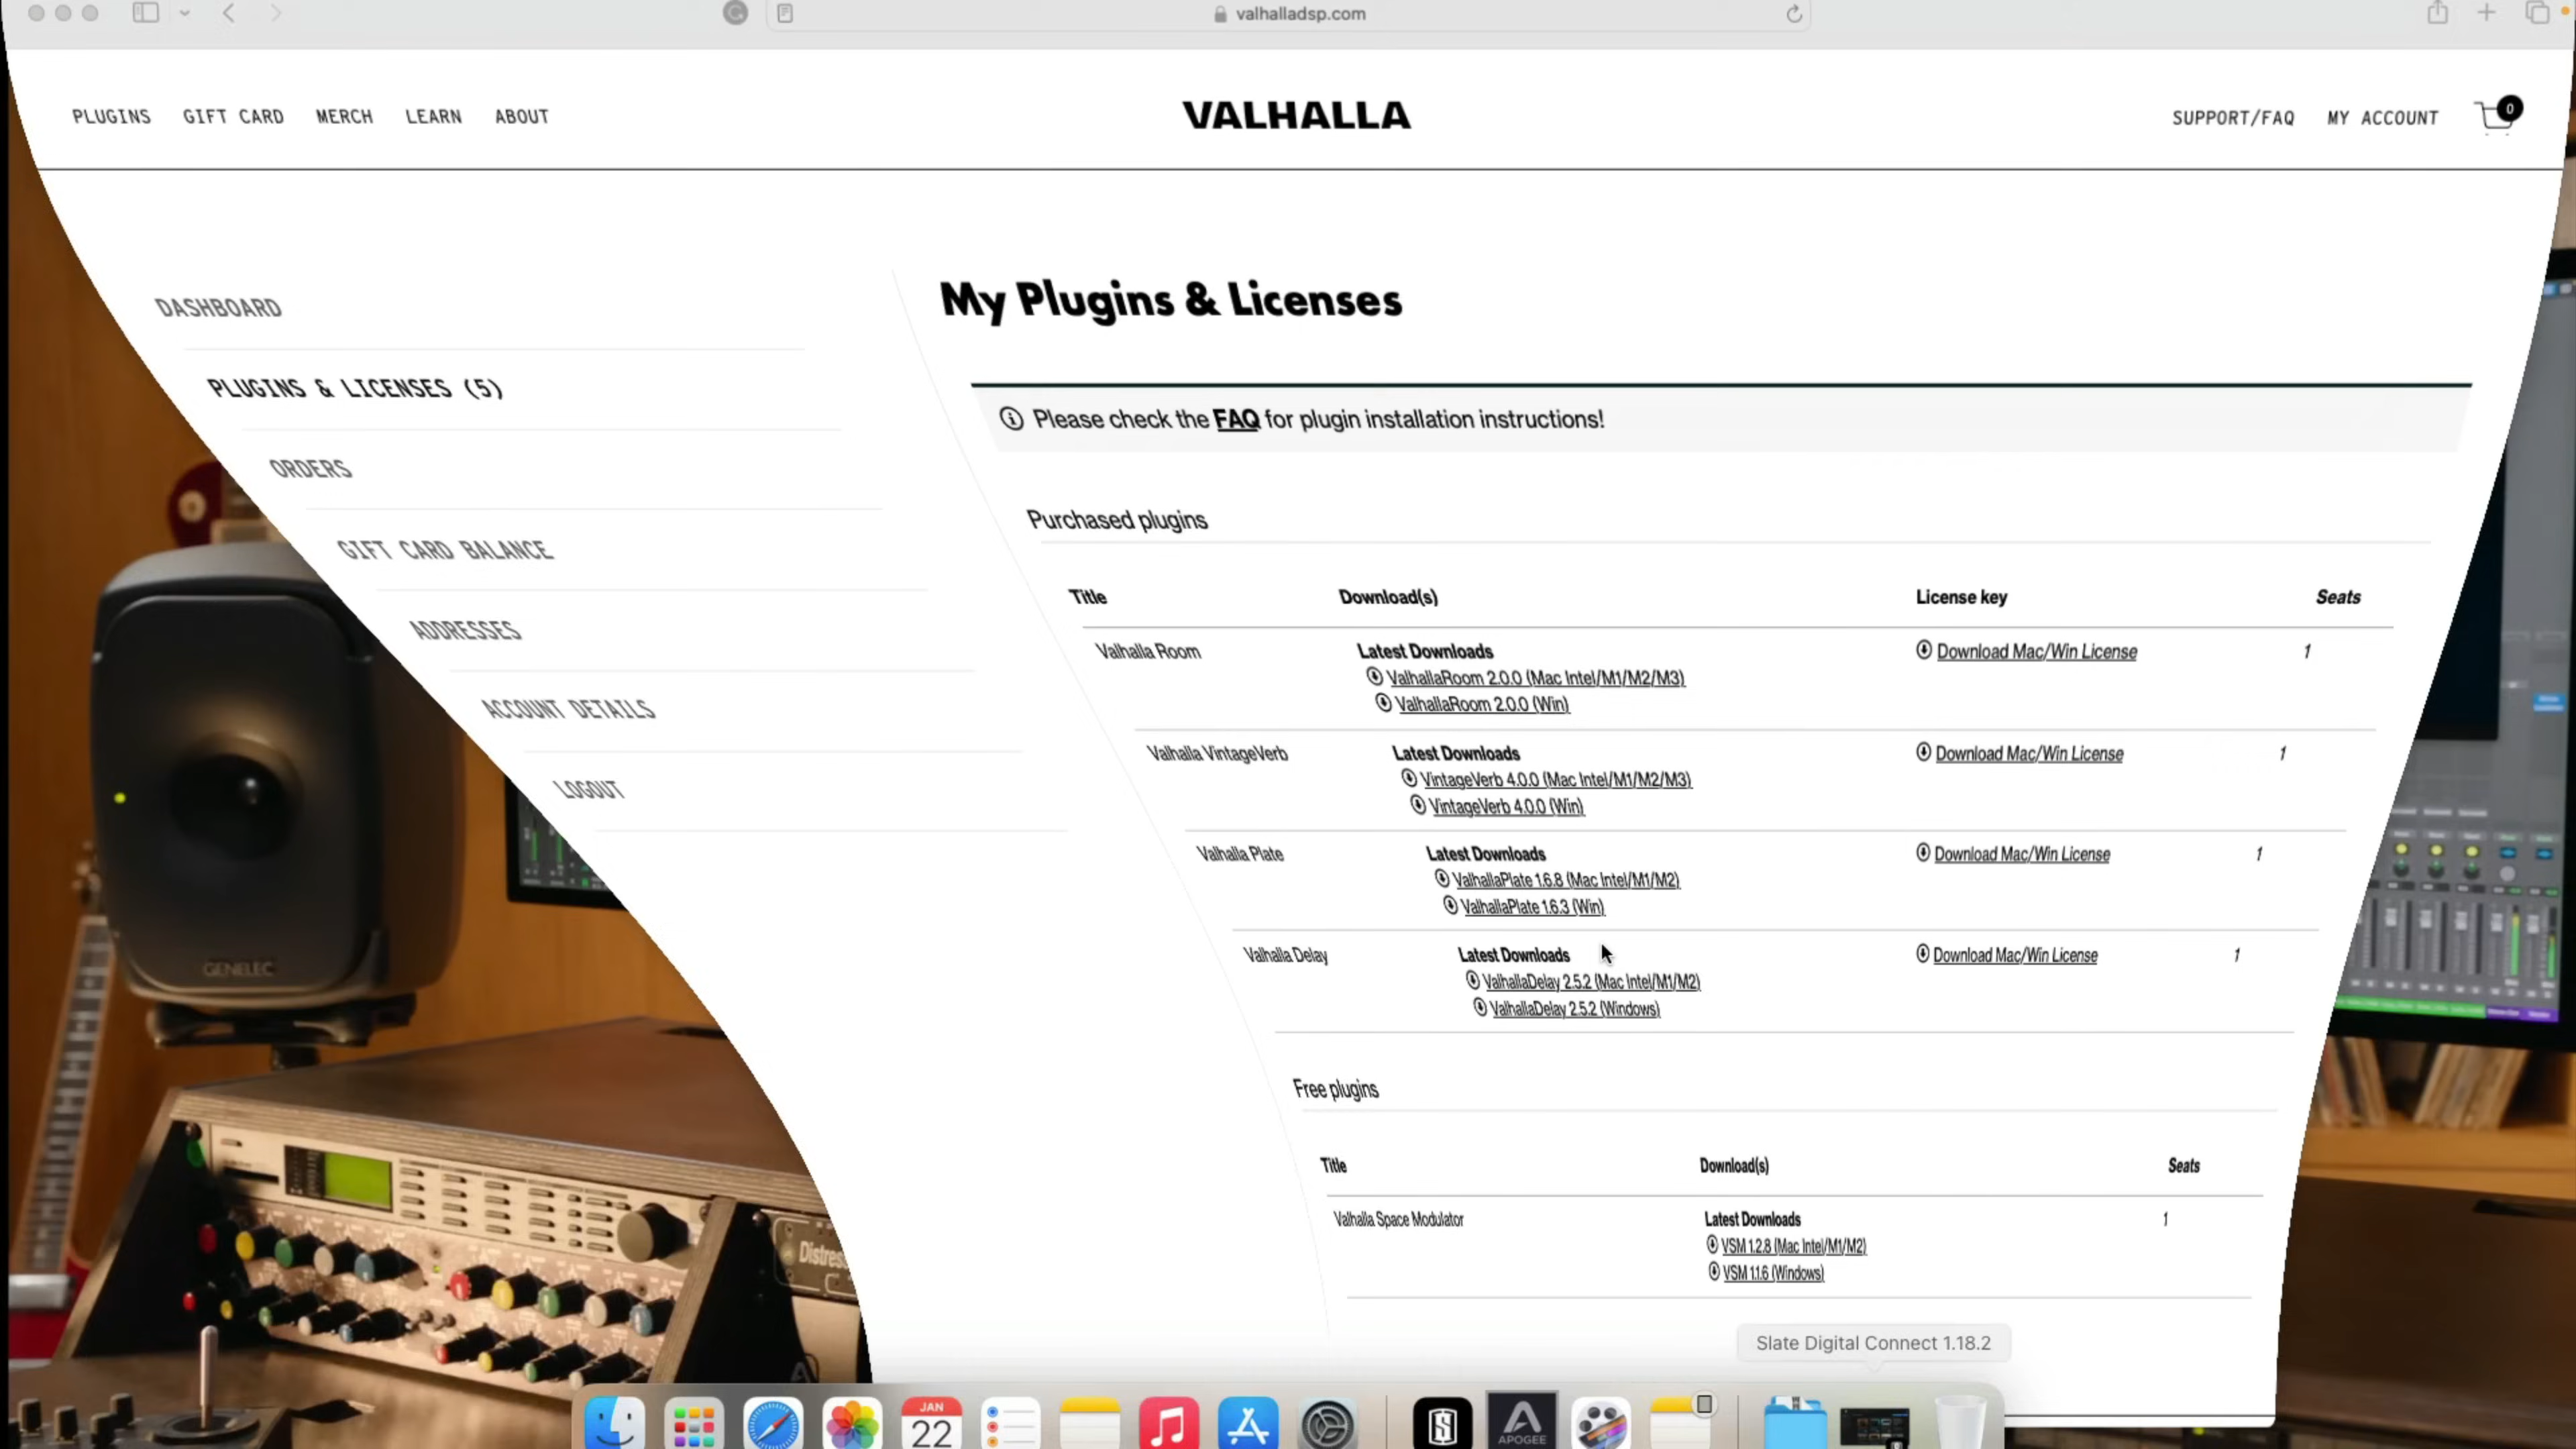 valhalladsp.com
PLUGINS GIFT CARD MERCH LEARN ABOUT
VALHALLA
SUPPORT/FAQ MY ACCOUNT 0
DASHBOARD
PLUGINS & LICENSES (5)
ORDERS
GIFT CARD BALANCE
ADDRESSES
ACCOUNT DETAILS
LOGOUT
My Plugins & Licenses
Please check the FAQ for plugin installation instructions!
Purchased plugins
Title Download(s) License key Seats
Valhalla Room Latest Downloads Download Mac/Win License 1
ValhallaRoom 2.0.0 (Mac Intel/M1/M2/M3)
ValhallaRoom 2.0.0 (Win)
Valhalla VintageVerb Latest Downloads Download Mac/Win License 1
VintageVerb 4.0.0 (Mac Intel/M1/M2/M3)
VintageVerb 4.0.0 (Win)
Valhalla Plate Latest Downloads Download Mac/Win License 1
ValhallaPlate 1.6.8 (Mac Intel/M1/M2)
ValhallaPlate 1.6.3 (Win)
Valhalla Delay Latest Downloads Download Mac/Win License 1
ValhallaDelay 2.5.2 (Mac Intel/M1/M2)
ValhallaDelay 2.5.2 (Windows)
Free plugins
Title Download(s) Seats
Valhalla Space Modulator Latest Downloads 1
VSM 1.2.8 (Mac Intel/M1/M2)
VSM 1.1.6 (Windows)
Slate Digital Connect 1.18.2
GENELEC
Distres
JAN
22
APOGEE